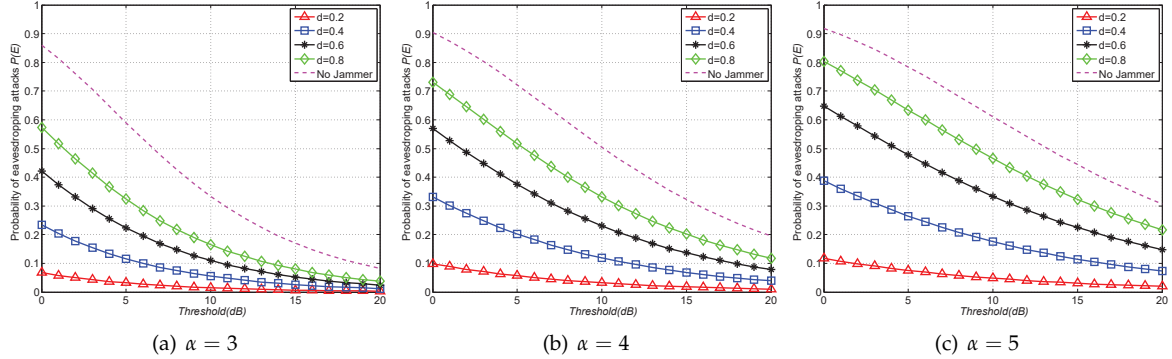 Probability of eavesdropping attacks P(E)
1
0.9
0.8
0.7
0.6
0.5
0.4
0.3
0.2
0.1
0
0 5 10 15 20
Threshold(dB)
d=0.2
d=0.4
d=0.6
d=0.8
No Jammer
(a) α = 3
Probability of eavesdropping attacks P(E)
1
0.9
0.8
0.7
0.6
0.5
0.4
0.3
0.2
0.1
0
0 5 10 15 20
Threshold(dB)
d=0.2
d=0.4
d=0.6
d=0.8
No Jammer
(b) α = 4
Probability of eavesdropping attacks P(E)
1
0.9
0.8
0.7
0.6
0.5
0.4
0.3
0.2
0.1
0
0 5 10 15 20
Threshold(dB)
d=0.2
d=0.4
d=0.6
d=0.8
No Jammer
(c) α = 5